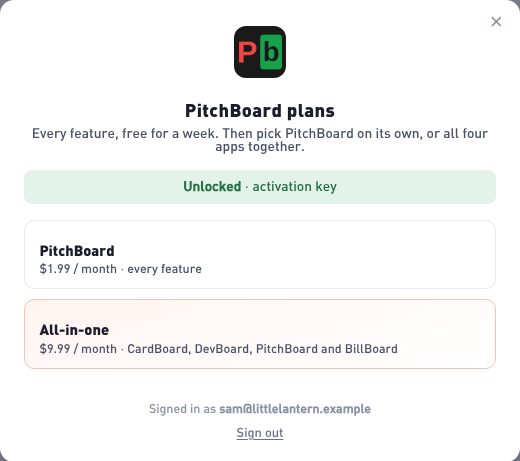 Pb
PitchBoard plans
Every feature, free for a week. Then pick PitchBoard on its own, or all four
apps together.
Unlocked · activation key
PitchBoard
$1.99 / month · every feature
All-in-one
$9.99 / month · CardBoard, DevBoard, PitchBoard and BillBoard
Signed in as sam@littlelantern.example
Sign out